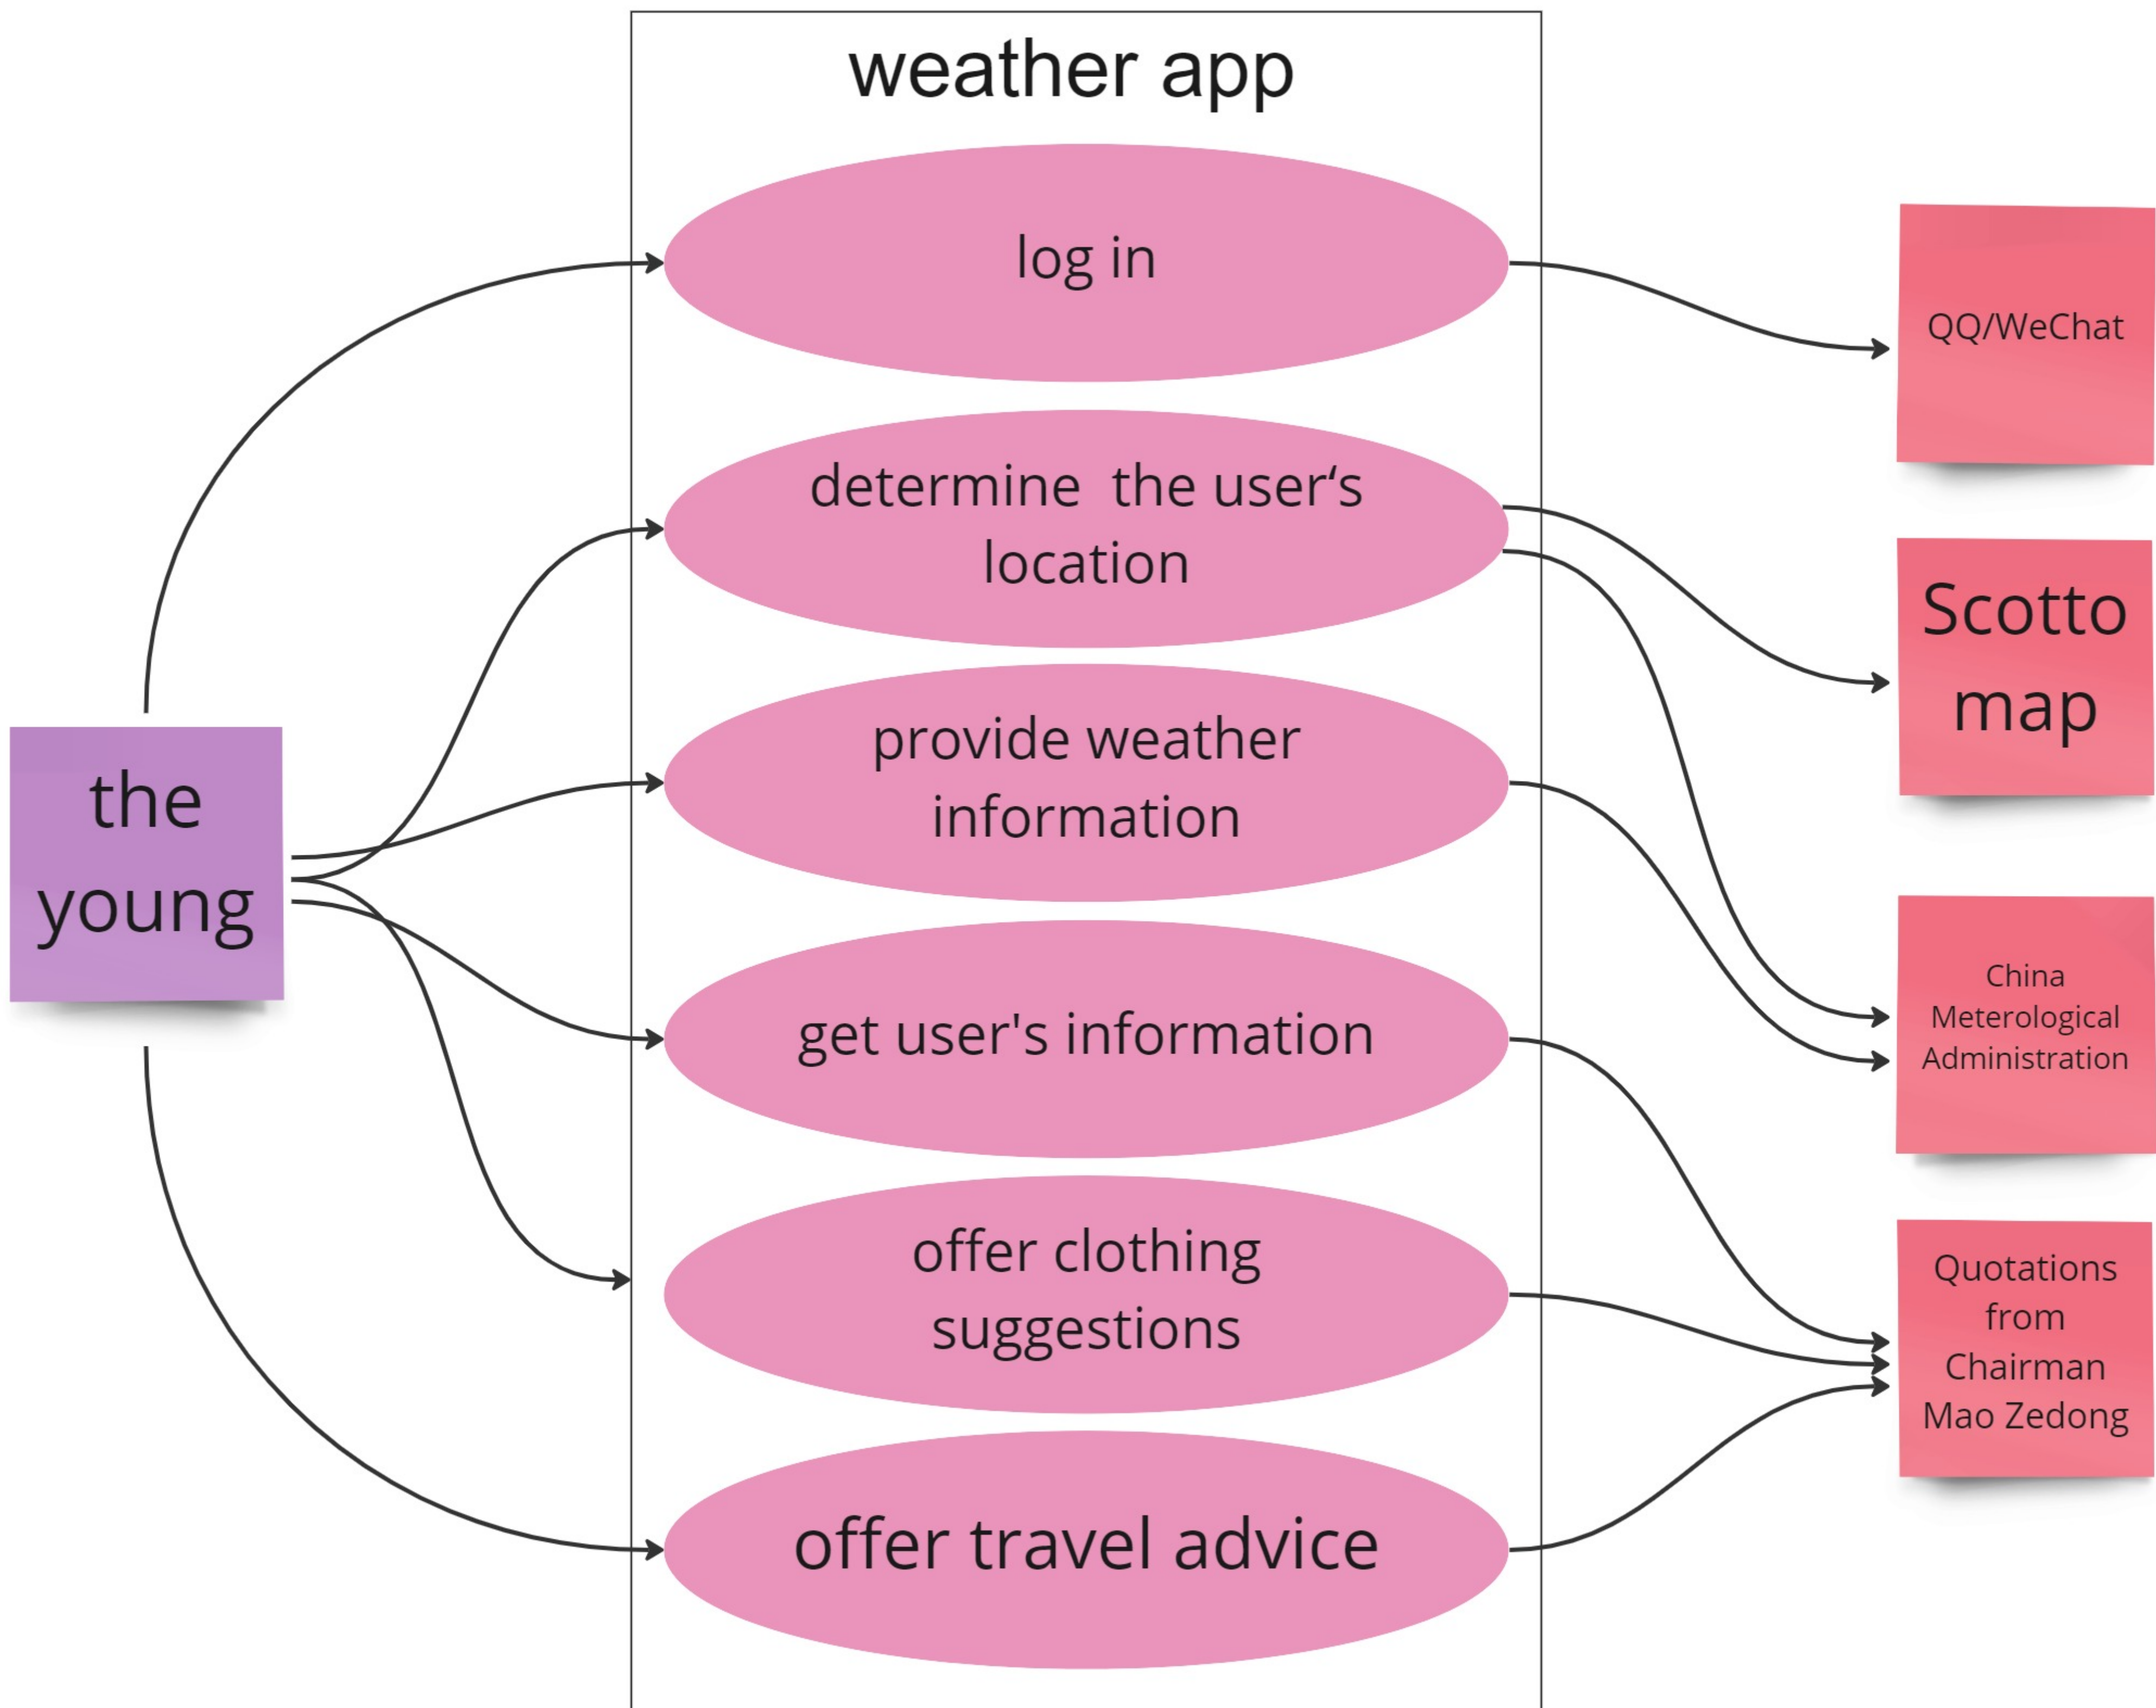 weather app
log in
determine  the user‘s
location
provide weather
information
get user's information
offer clothing
suggestions
offer travel advice
the
young
QQ/WeChat
Scotto
map
China
Meterological
Administration
Quotations
from
Chairman
Mao Zedong